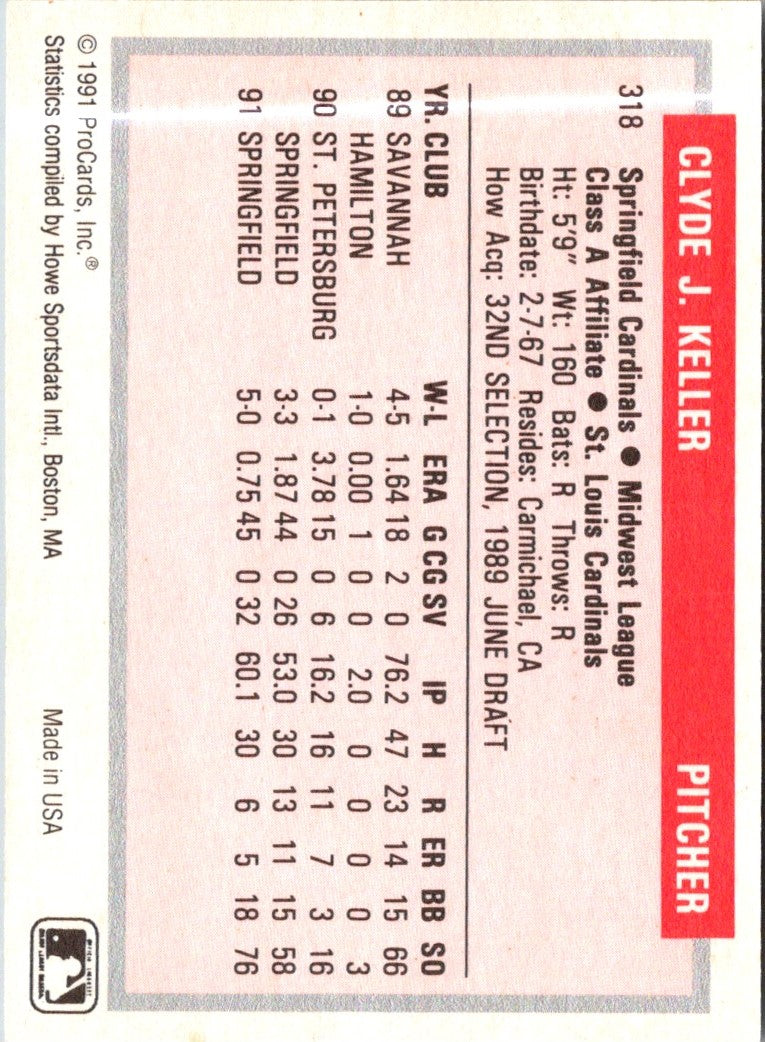 CLYDE J. KELLER PITCHER
318 Springfield Cardinals ● Midwest League
Class A Affiliate ● St. Louis Cardinals
Ht: 5'9" Wt: 160 Bats: R Throws: R
Birthdate: 2-7-67 Resides: Carmichael, CA
How Acq: 32ND SELECTION, 1989 JUNE DRAFT
YR. CLUB W-L ERA G CG SV IP H R ER BB SO
89 SAVANNAH 4-5 1.64 18 2 0 76.2 47 23 14 15 66
HAMILTON 1-0 0.00 1 0 0 2.0 0 0 0 0 3
90 ST. PETERSBURG 0-1 3.78 15 0 6 16.2 16 11 7 3 16
SPRINGFIELD 3-3 1.87 44 0 26 53.0 30 13 11 15 58
91 SPRINGFIELD 5-0 0.75 45 0 32 60.1 30 6 5 18 76
© 1991 ProCards, Inc.®
Statistics compiled by Howe Sportsdata Intl., Boston, MA Made in USA